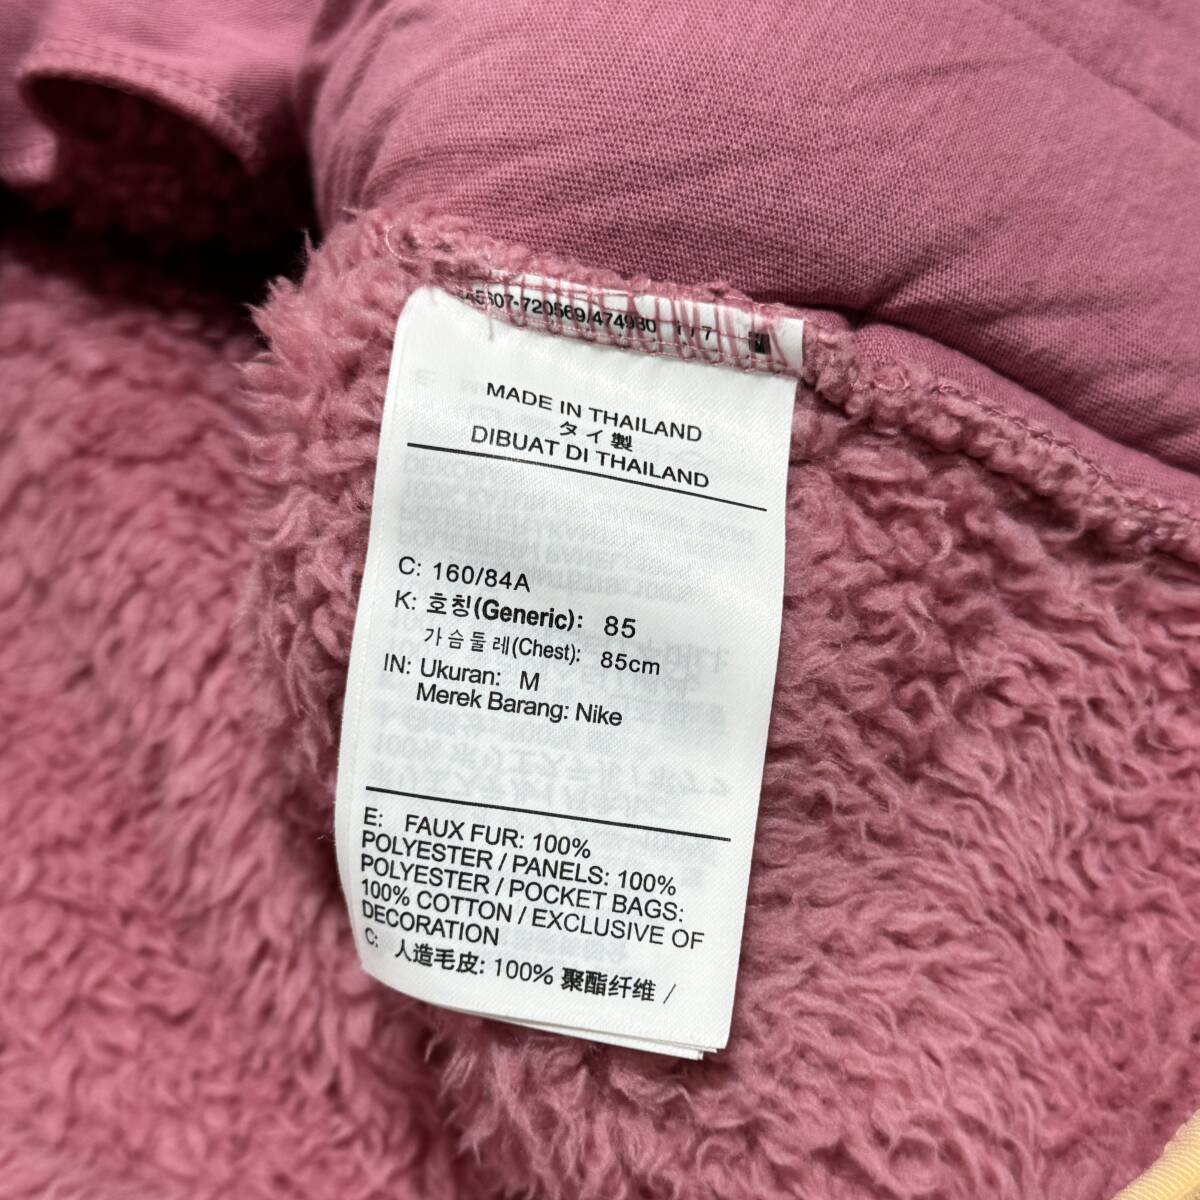 720569/474980
MADE IN THAILAND
タイ製
DIBUAT DI THAILAND
C: 160/84A
K: 호칭(Generic): 85
가슴둘레(Chest): 85cm
IN: Ukuran: M
Merek Barang: Nike
E: FAUX FUR: 100%
POLYESTER / PANELS: 100%
POLYESTER / POCKET BAGS:
100% COTTON / EXCLUSIVE OF
DECORATION
C: 人造毛皮: 100% 聚酯纤维 /